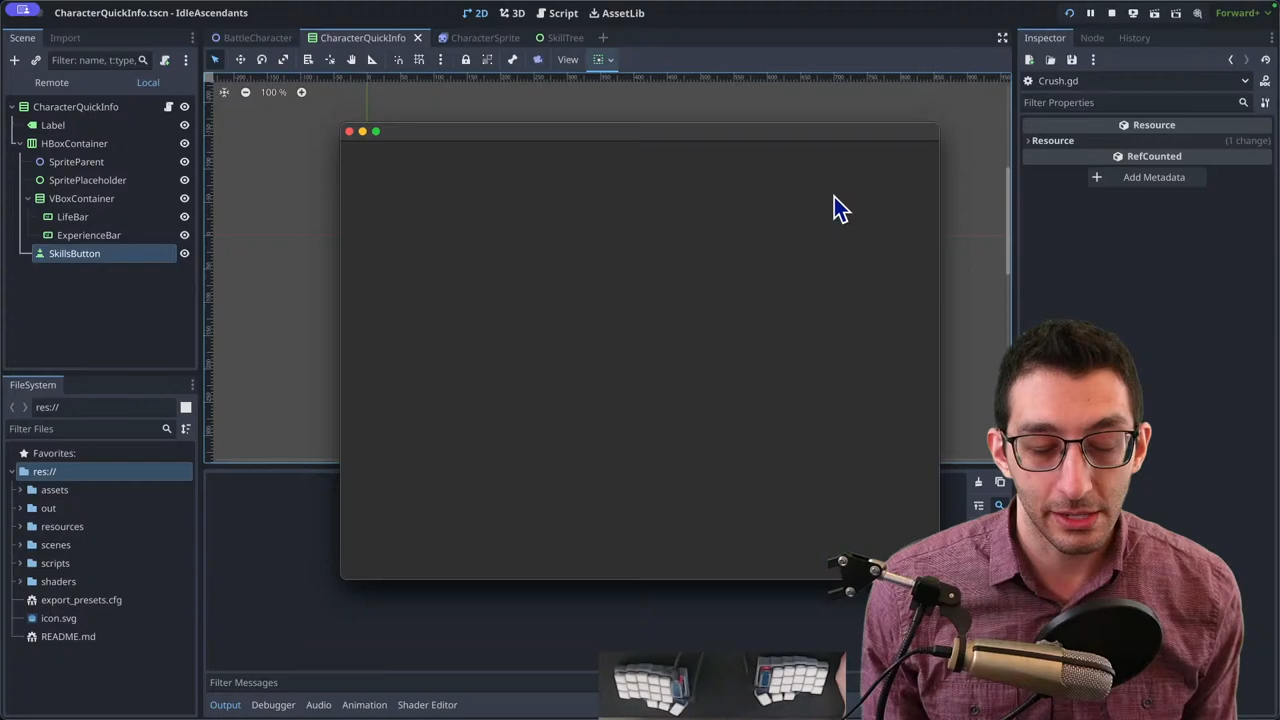 CharacterQuickInfo.tscn - IdleAscendants
2D
3D
Script
AssetLib
Forward+
Scene
Import
Filter: name, t:type,
Remote
Local
CharacterQuickInfo
Label
HBoxContainer
SpriteParent
SpritePlaceholder
VBoxContainer
LifeBar
ExperienceBar
SkillsButton
FileSystem
res://
Filter Files
Favorites:
res://
assets
out
resources
scenes
scripts
shaders
export_presets.cfg
icon.svg
README.md
BattleCharacter
CharacterQuickInfo
CharacterSprite
SkillTree
View
100 %
Filter Messages
Output
Debugger
Audio
Animation
Shader Editor
Inspector
Node
History
Crush.gd
Filter Properties
Resource
Resource
(1 change)
RefCounted
Add Metadata